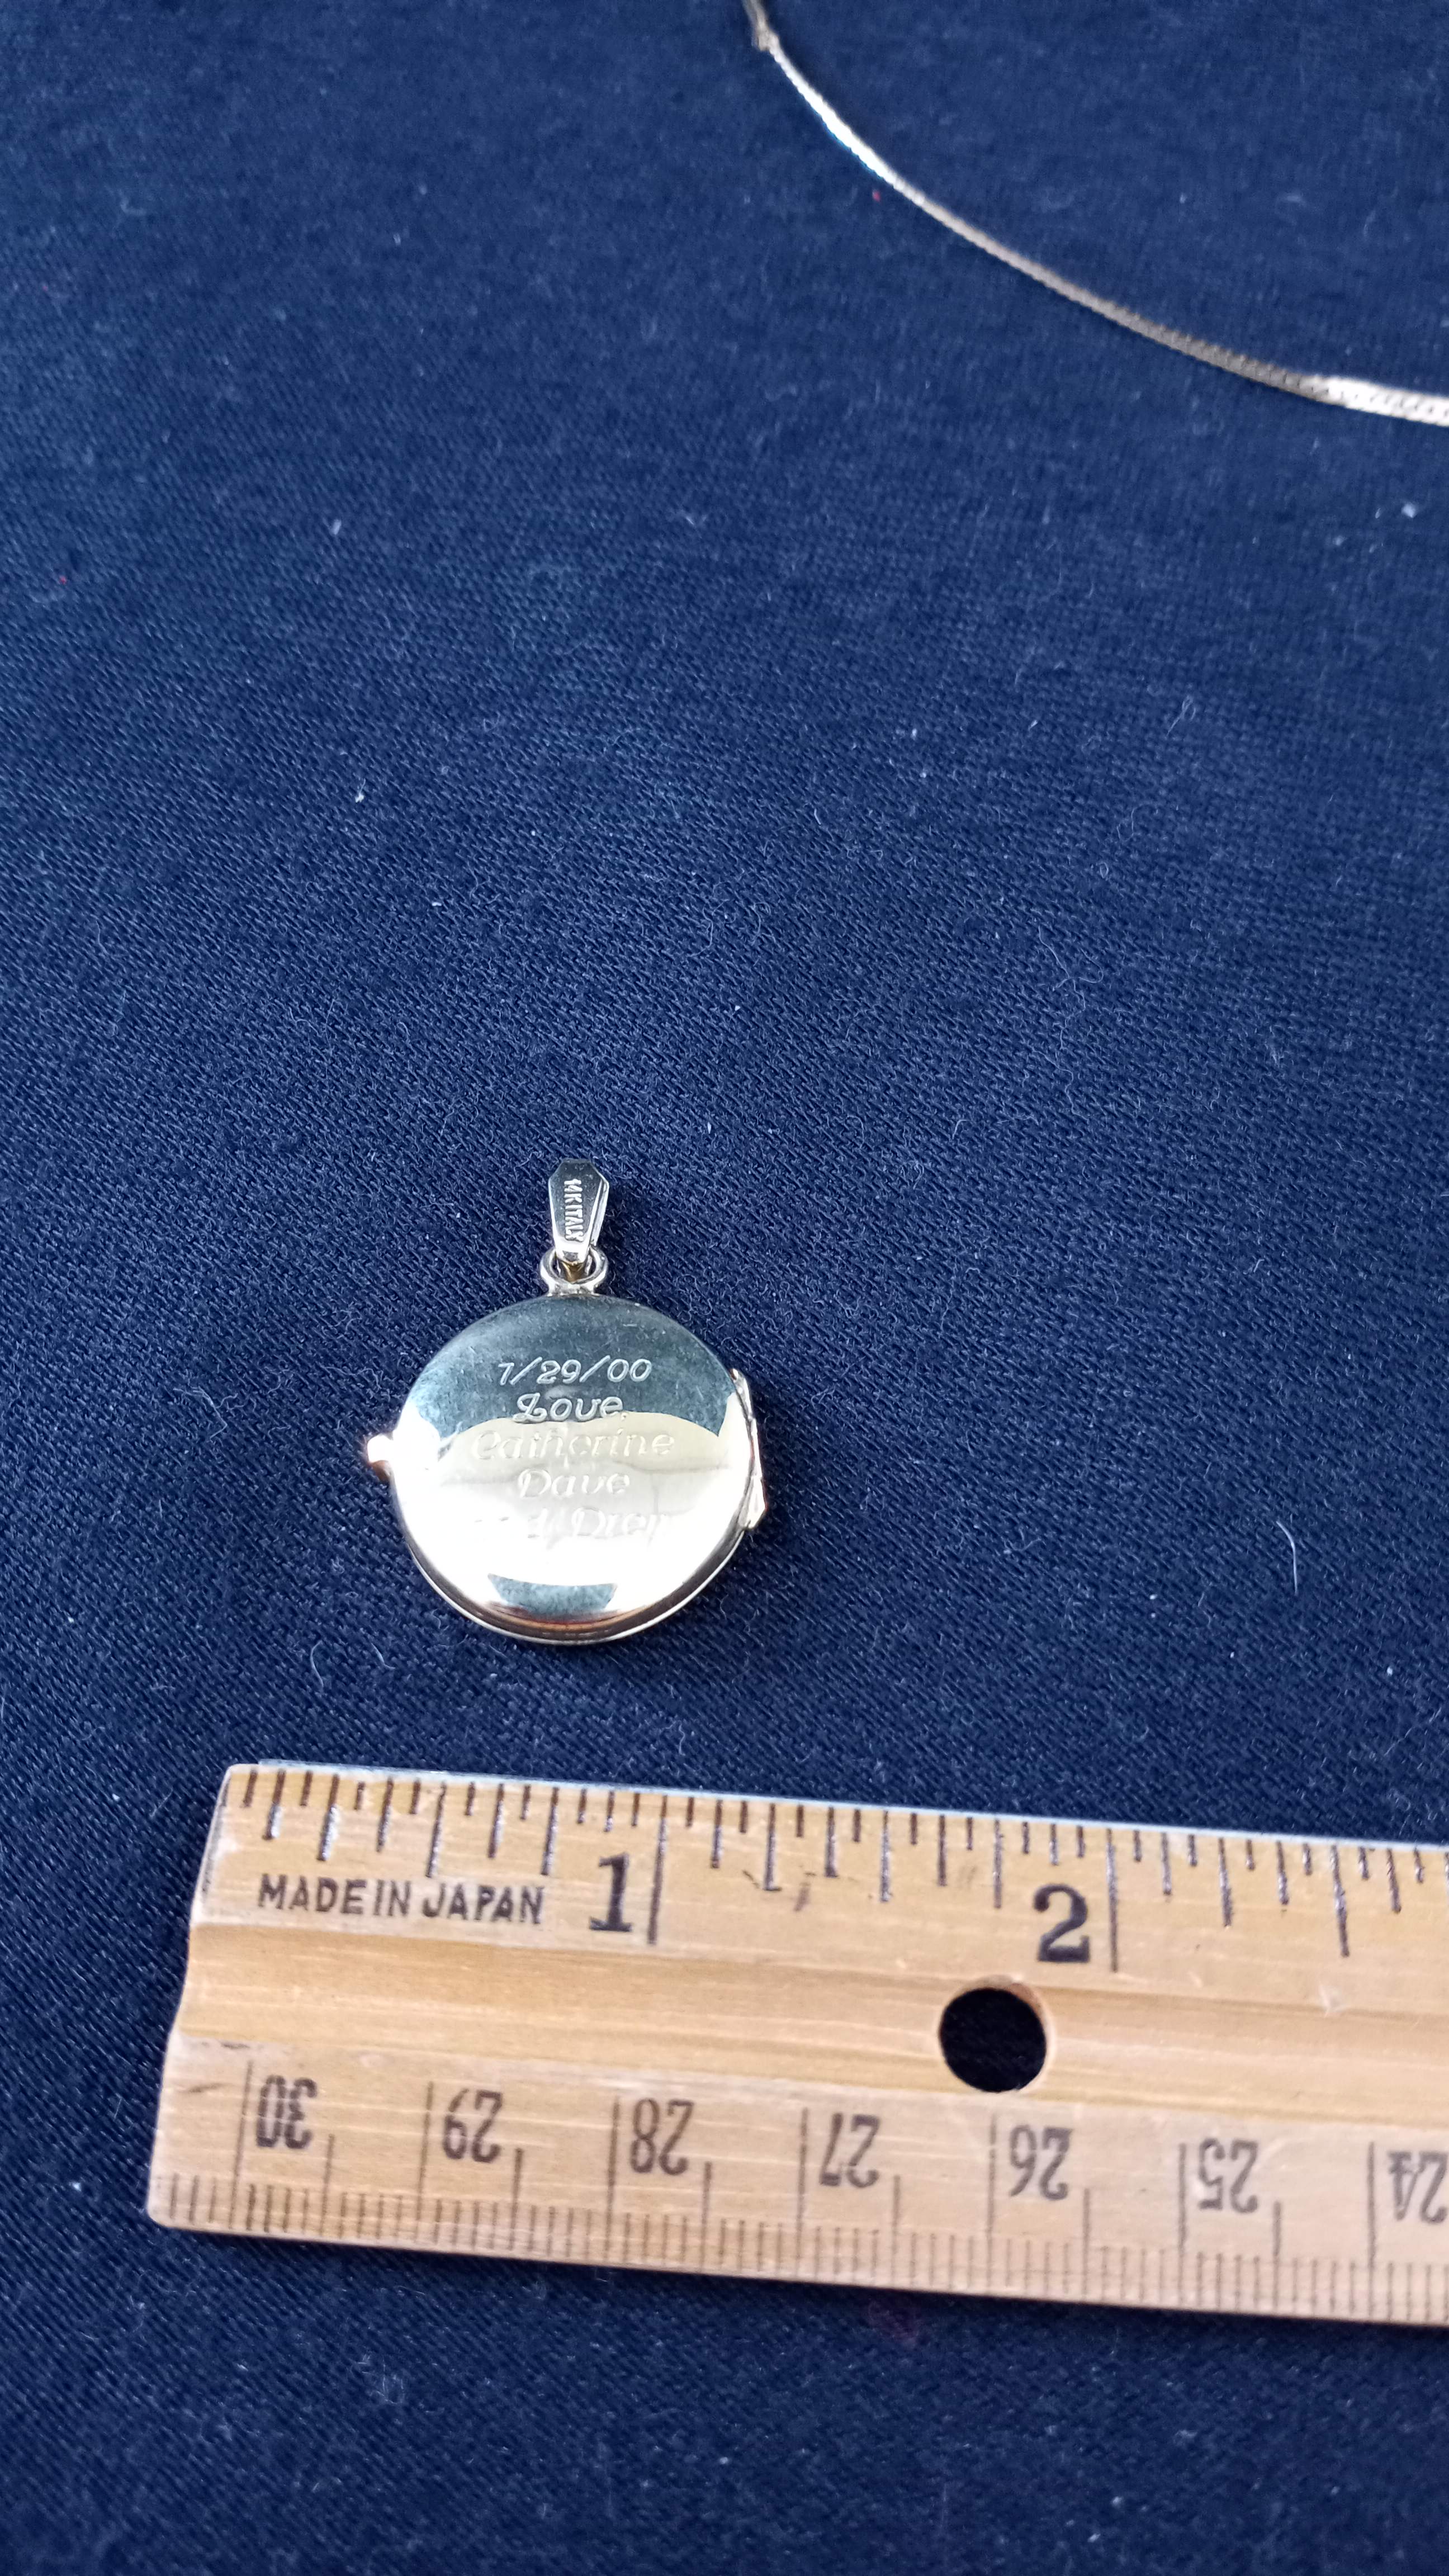 14KITALY
7/29/00
Love,
Catherine
Dave
MADE IN JAPAN
1
2
30 29 28 27 26 25 24